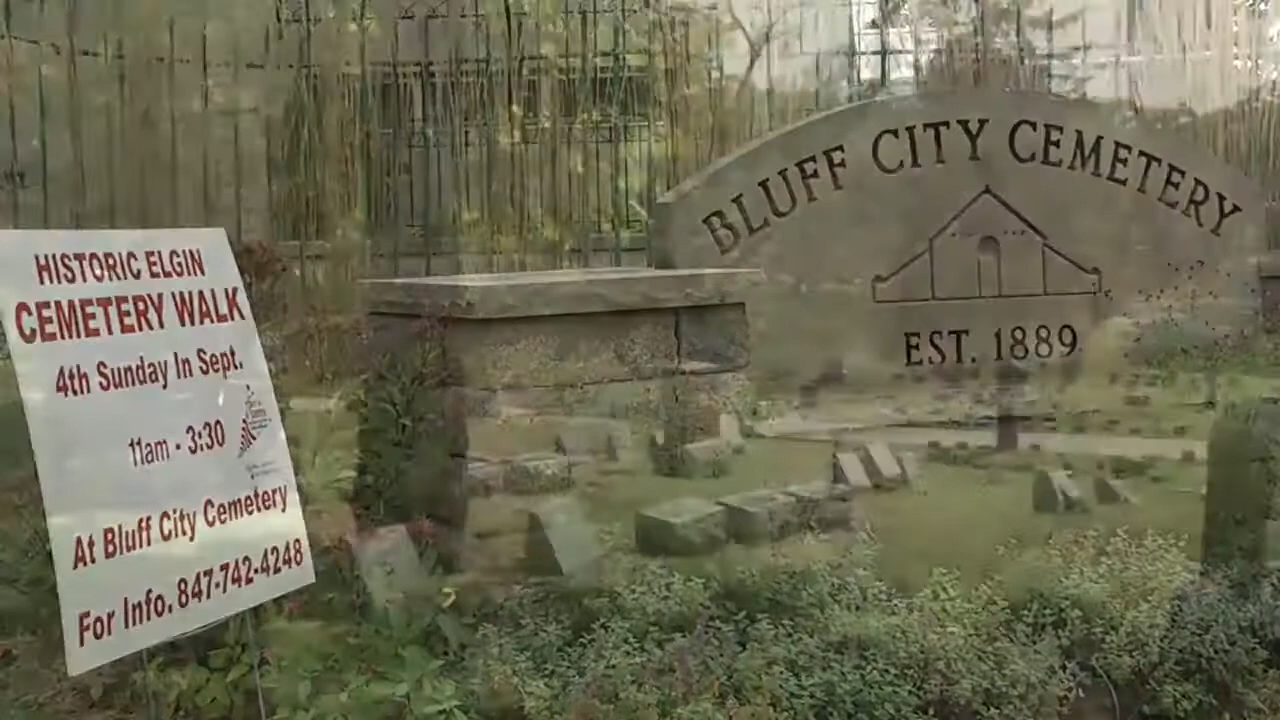 HISTORIC ELGIN
CEMETERY WALK
4th Sunday In Sept.
11am - 3:30
At Bluff City Cemetery
For Info. 847-742-4248
BLUFF CITY CEMETERY
EST. 1889